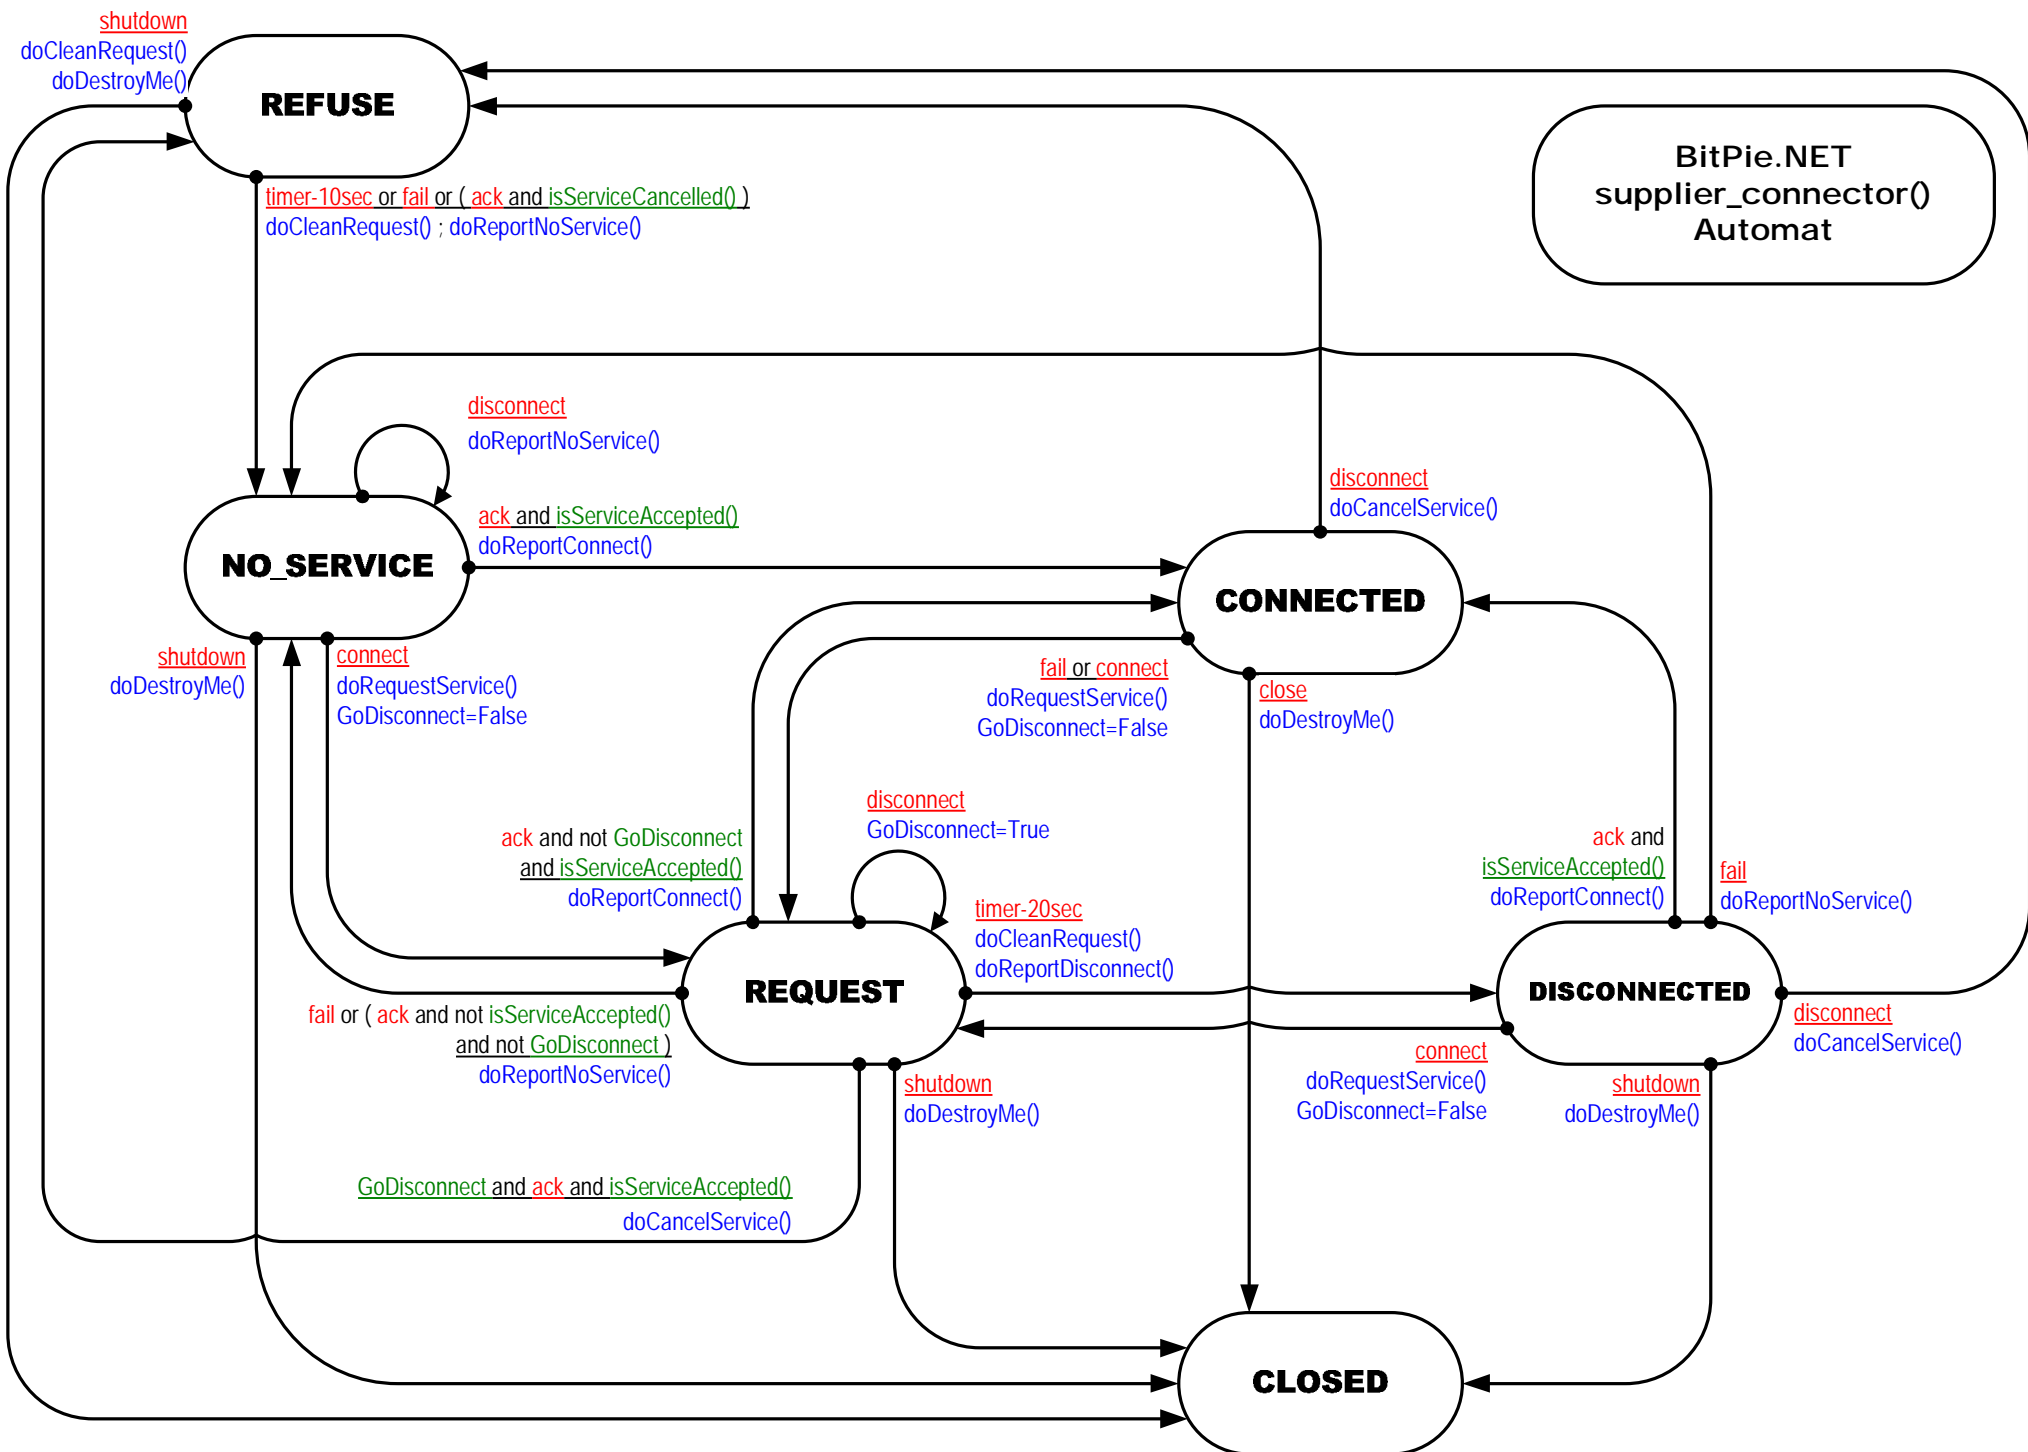 shutdown
doCleanRequest()
doDestroyMe()
REFUSE
timer-10sec or fail or ( ack and isServiceCancelled() )
doCleanRequest() ; doReportNoService()
BitPie.NET
supplier_connector()
Automat
disconnect
doReportNoService()
ack and isServiceAccepted()
doReportConnect()
NO_SERVICE
disconnect
doCancelService()
CONNECTED
shutdown
doDestroyMe()
connect
doRequestService()
GoDisconnect=False
fail or connect
doRequestService()
GoDisconnect=False
close
doDestroyMe()
disconnect
GoDisconnect=True
ack and not GoDisconnect
and isServiceAccepted()
doReportConnect()
timer-20sec
doCleanRequest()
doReportDisconnect()
ack and
isServiceAccepted()
doReportConnect()
fail
doReportNoService()
REQUEST
DISCONNECTED
fail or ( ack and not isServiceAccepted()
and not GoDisconnect )
doReportNoService()
shutdown
doDestroyMe()
connect
doRequestService()
GoDisconnect=False
shutdown
doDestroyMe()
disconnect
doCancelService()
GoDisconnect and ack and isServiceAccepted()
doCancelService()
CLOSED